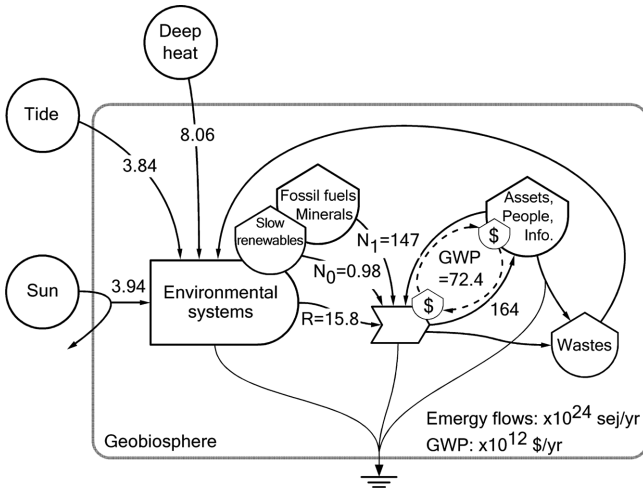 Deep
heat
Tide
8.06
3.84
Fossil fuels
Minerals
Slow
renewables
Assets,
People,
Info.
$
N1=147
GWP
=72.4
N0=0.98
3.94
Sun
Environmental
systems
$
164
R=15.8
Wastes
Emergy flows: x10^24 sej/yr
GWP: x10^12 $/yr
Geobiosphere